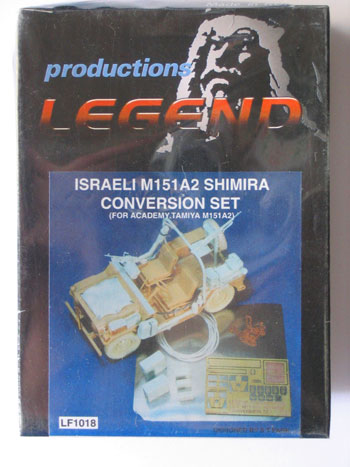 productions
LEGEND
ISRAELI M151A2 SHIMIRA
CONVERSION SET
(FOR ACADEMY,TAMIYA M151A2)
LF1018